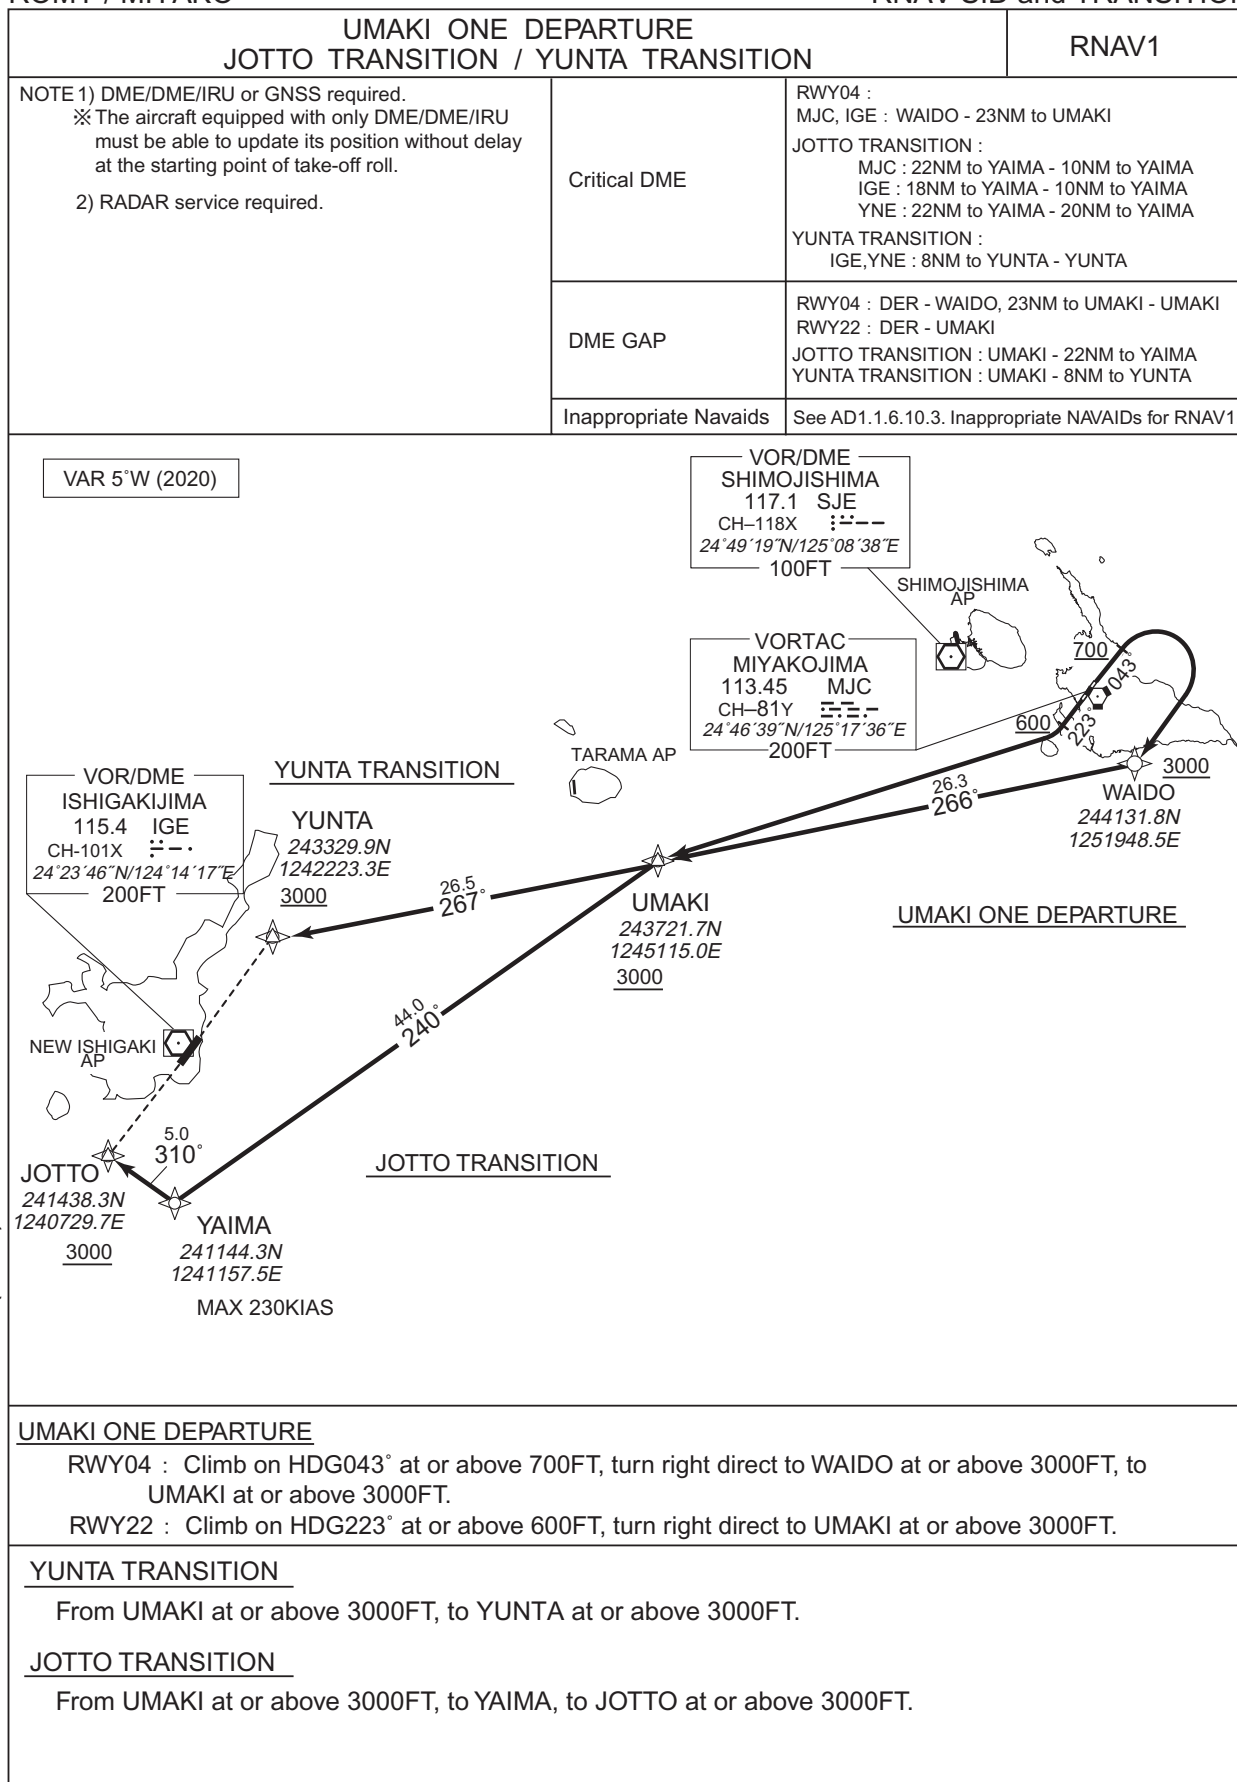 UMAKI ONE DEPARTURE
JOTTO TRANSITION / YUNTA TRANSITION
RNAV1
NOTE 1) DME/DME/IRU or GNSS required.
※ The aircraft equipped with only DME/DME/IRU
must be able to update its position without delay
at the starting point of take-off roll.
2) RADAR service required.
Critical DME
RWY04 :
MJC, IGE : WAIDO - 23NM to UMAKI
JOTTO TRANSITION :
MJC : 22NM to YAIMA - 10NM to YAIMA
IGE : 18NM to YAIMA - 10NM to YAIMA
YNE : 22NM to YAIMA - 20NM to YAIMA
YUNTA TRANSITION :
IGE,YNE : 8NM to YUNTA - YUNTA
DME GAP
RWY04 : DER - WAIDO, 23NM to UMAKI - UMAKI
RWY22 : DER - UMAKI
JOTTO TRANSITION : UMAKI - 22NM to YAIMA
YUNTA TRANSITION : UMAKI - 8NM to YUNTA
Inappropriate Navaids
See AD1.1.6.10.3. Inappropriate NAVAIDs for RNAV1
VAR 5°W (2020)
VOR/DME
SHIMOJISHIMA
117.1 SJE
CH–118X
24°49´19˝N/125°08´38˝E
100FT
SHIMOJISHIMA
AP
VORTAC
MIYAKOJIMA
113.45 MJC
CH–81Y
24°46´39˝N/125°17´36˝E
200FT
700
043°
600
223°
TARAMA AP
3000
WAIDO
244131.8N
1251948.5E
26.3
266°
VOR/DME
ISHIGAKIJIMA
115.4 IGE
CH-101X
24°23´46˝N/124°14´17˝E
200FT
YUNTA TRANSITION
YUNTA
243329.9N
1242223.3E
3000
26.5
267°
UMAKI
243721.7N
1245115.0E
3000
UMAKI ONE DEPARTURE
44.0
240°
NEW ISHIGAKI
AP
5.0
310°
JOTTO TRANSITION
JOTTO
241438.3N
1240729.7E
3000
YAIMA
241144.3N
1241157.5E
MAX 230KIAS
UMAKI ONE DEPARTURE
RWY04 : Climb on HDG043° at or above 700FT, turn right direct to WAIDO at or above 3000FT, to
UMAKI at or above 3000FT.
RWY22 : Climb on HDG223° at or above 600FT, turn right direct to UMAKI at or above 3000FT.
YUNTA TRANSITION
From UMAKI at or above 3000FT, to YUNTA at or above 3000FT.
JOTTO TRANSITION
From UMAKI at or above 3000FT, to YAIMA, to JOTTO at or above 3000FT.